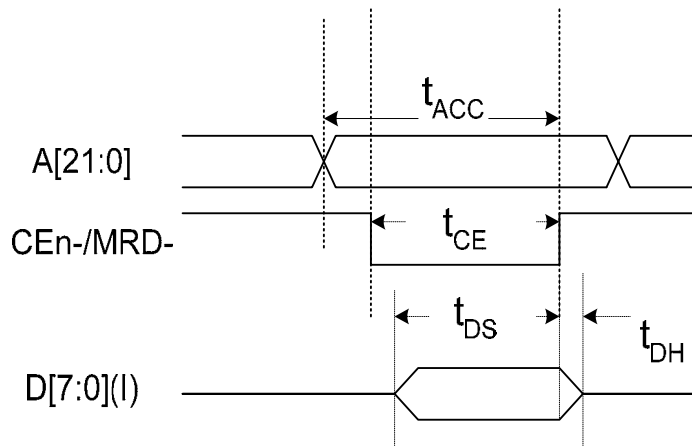 tACC
A[21:0]
CEn-/MRD-
tCE
tDS
tDH
D[7:0](I)